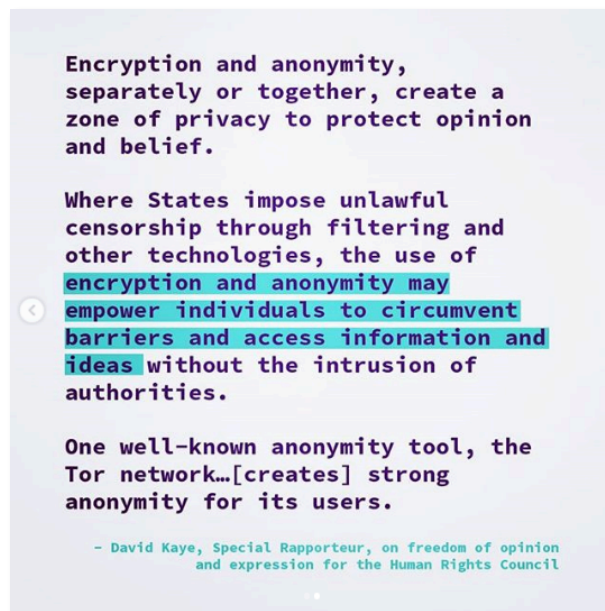 Encryption and anonymity,
separately or together, create a
zone of privacy to protect opinion
and belief.
Where States impose unlawful
censorship through filtering and
other technologies, the use of
encryption and anonymity may
empower individuals to circumvent
barriers and access information and
ideas without the intrusion of
authorities.
One well-known anonymity tool, the
Tor network…[creates] strong
anonymity for its users.
– David Kaye, Special Rapporteur, on freedom of opinion
and expression for the Human Rights Council